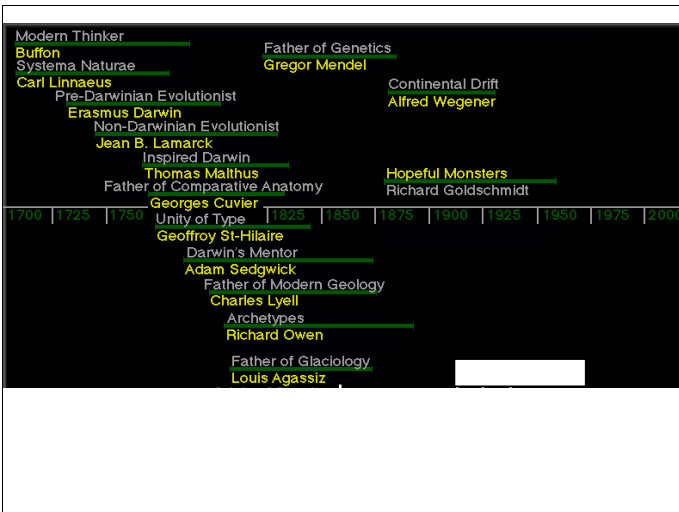 Modern Thinker
Buffon
Systema Naturae
Carl Linnaeus
Pre-Darwinian Evolutionist
Erasmus Darwin
Non-Darwinian Evolutionist
Jean B. Lamarck
Inspired Darwin
Thomas Malthus
Father of Comparative Anatomy
Georges Cuvier
Father of Genetics
Gregor Mendel
Continental Drift
Alfred Wegener
Hopeful Monsters
Richard Goldschmidt
1700 1725 1750 1825 1850 1875 1900 1925 1950 1975 2000
Unity of Type
Geoffroy St-Hilaire
Darwin's Mentor
Adam Sedgwick
Father of Modern Geology
Charles Lyell
Archetypes
Richard Owen
Father of Glaciology
Louis Agassiz